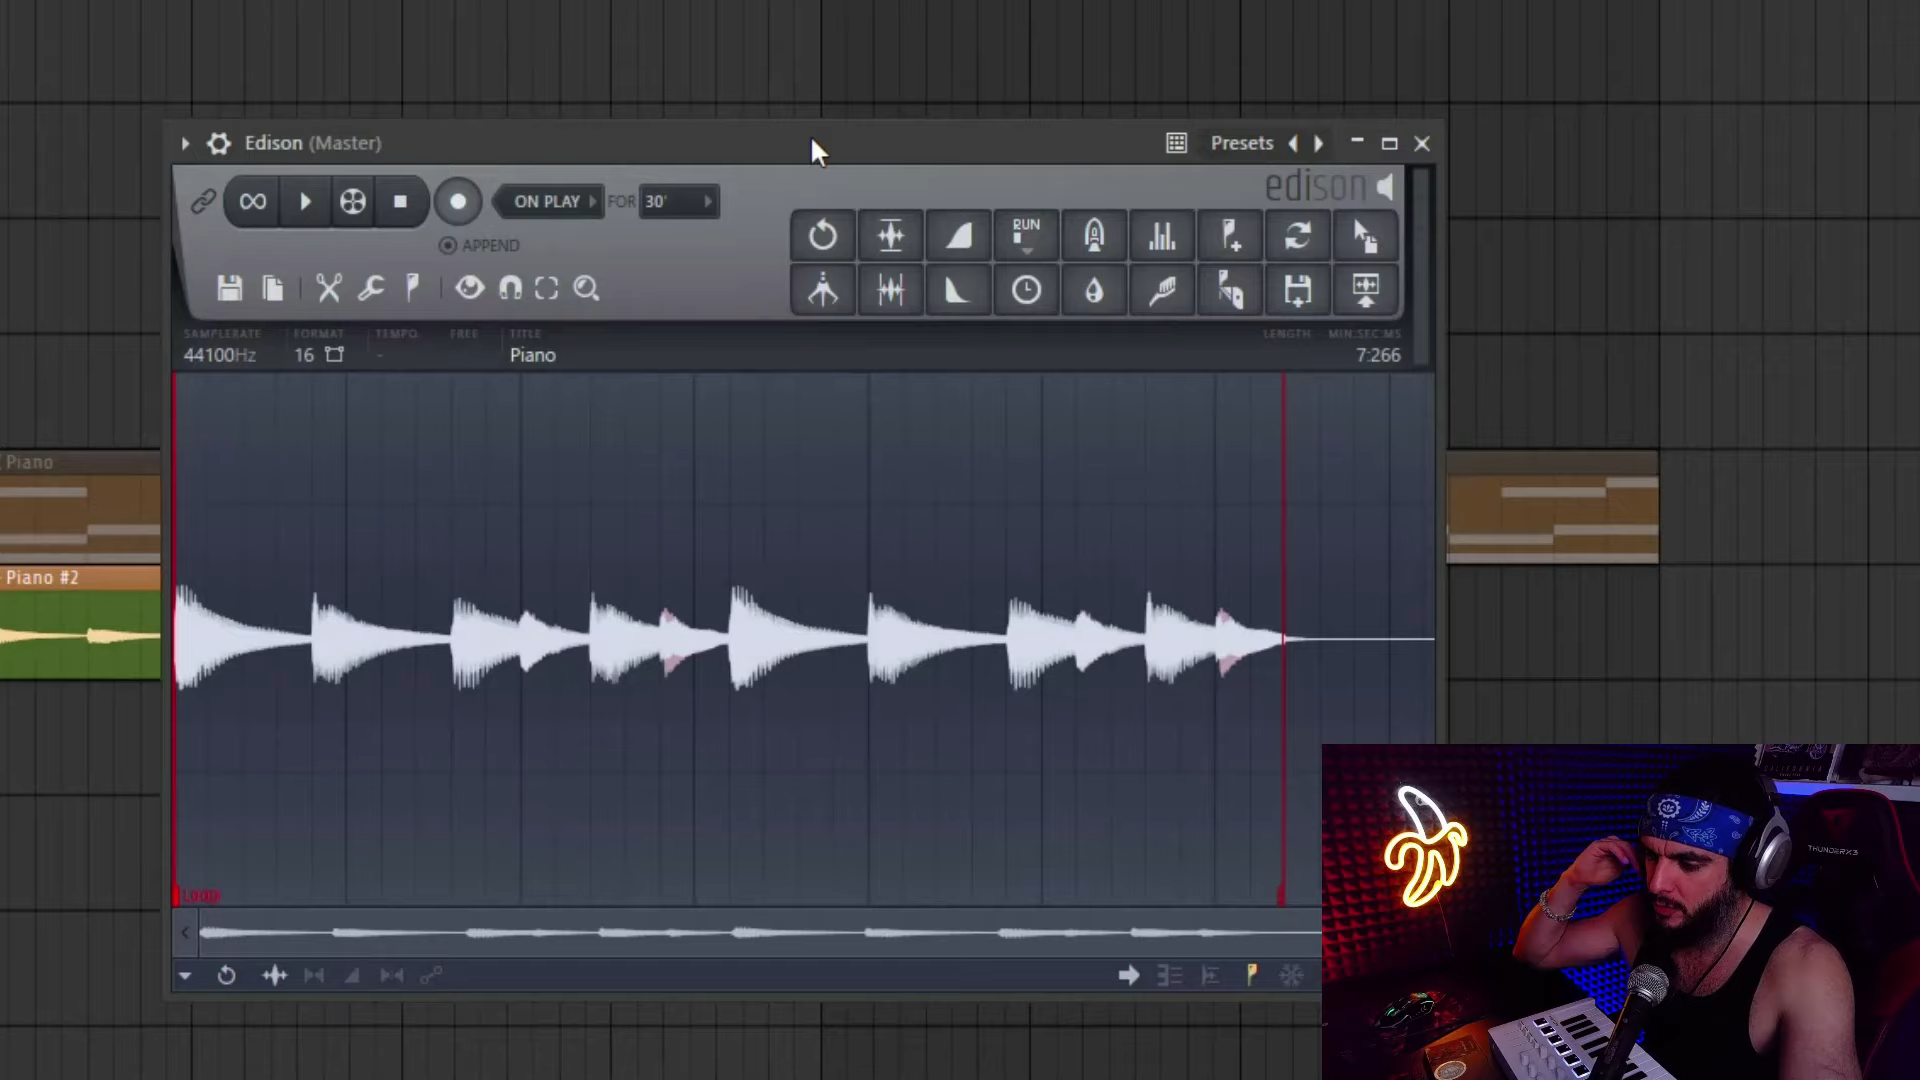 Edison (Master)
Presets
edison
ON PLAY
FOR
30'
APPEND
RUN
SAMPLERATE
FORMAT
TEMPO
FREE
TITLE
LENGTH
MIN:SEC:MS
44100Hz
16
-
Piano
7:266
Piano
Piano #2
LOOP
THUNDERX3